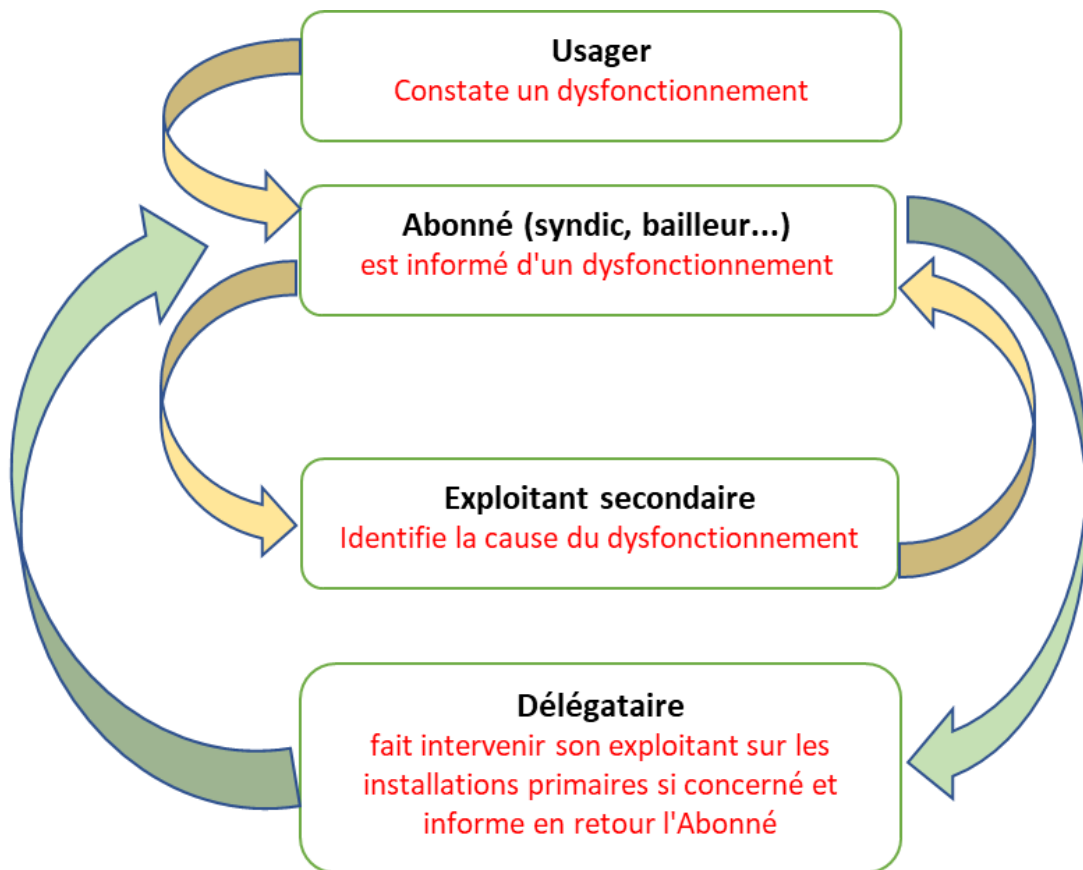 Usager
Constate un dysfonctionnement
Abonné (syndic, bailleur...)
est informé d'un dysfonctionnement
Exploitant secondaire
Identifie la cause du dysfonctionnement
Délégataire
fait intervenir son exploitant sur les
installations primaires si concerné et
informe en retour l'Abonné